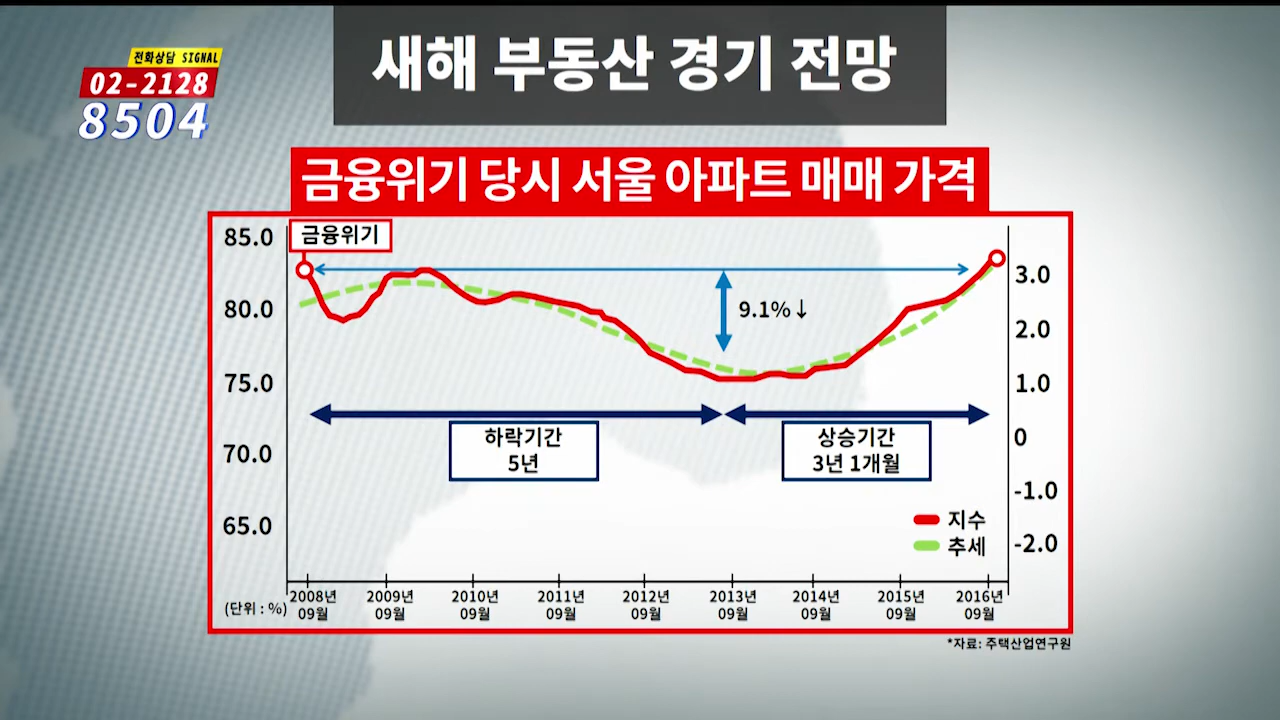 새해 부동산 경기 전망
전화상담 SIGNAL
02-2128
8504
금융위기 당시 서울 아파트 매매 가격
85.0
80.0
75.0
70.0
65.0
(단위 : %)
금융위기
9.1%↓
하락기간
5년
상승기간
3년 1개월
3.0
2.0
1.0
0
-1.0
-2.0
지수
추세
2008년 2009년 2010년 2011년 2012년 2013년 2014년 2015년 2016년
09월 09월 09월 09월 09월 09월 09월 09월 09월
*자료: 주택산업연구원